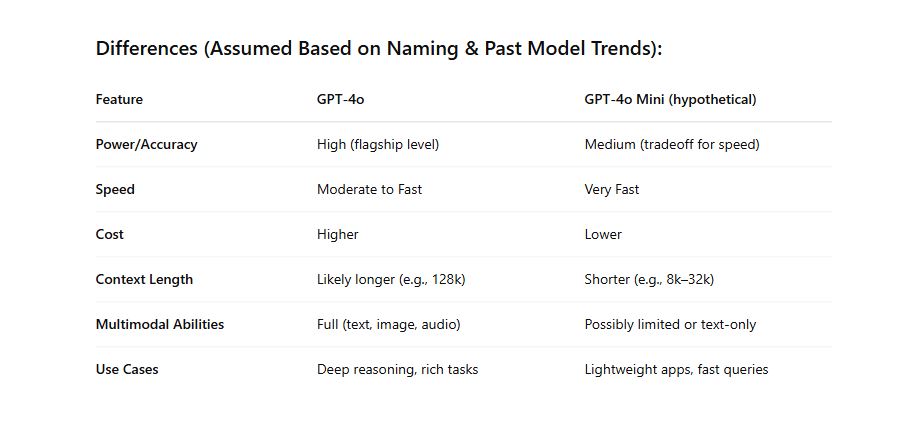 Differences (Assumed Based on Naming & Past Model Trends):
Feature GPT-4o GPT-4o Mini (hypothetical)
Power/Accuracy High (flagship level) Medium (tradeoff for speed)
Speed Moderate to Fast Very Fast
Cost Higher Lower
Context Length Likely longer (e.g., 128k) Shorter (e.g., 8k–32k)
Multimodal Abilities Full (text, image, audio) Possibly limited or text-only
Use Cases Deep reasoning, rich tasks Lightweight apps, fast queries